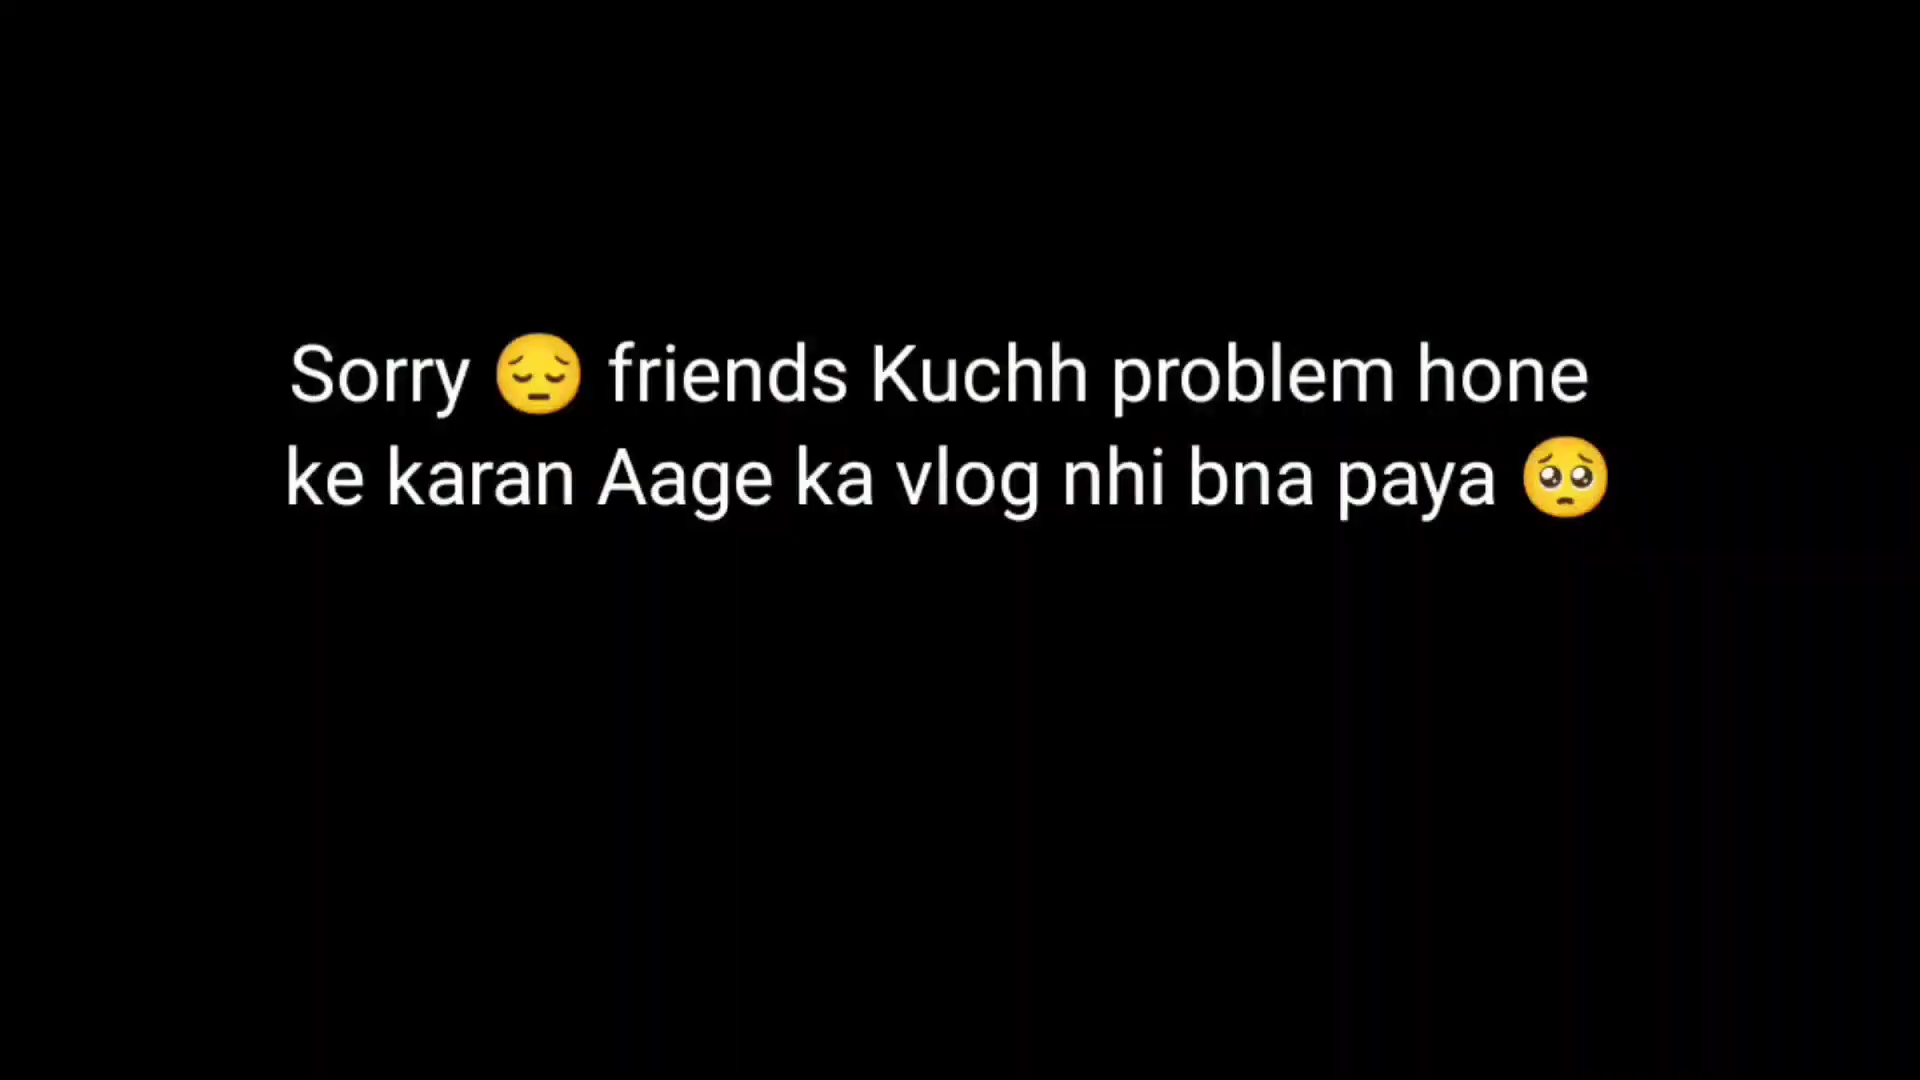 Sorry 😔 friends Kuchh problem hone
ke karan Aage ka vlog nhi bna paya 🥺